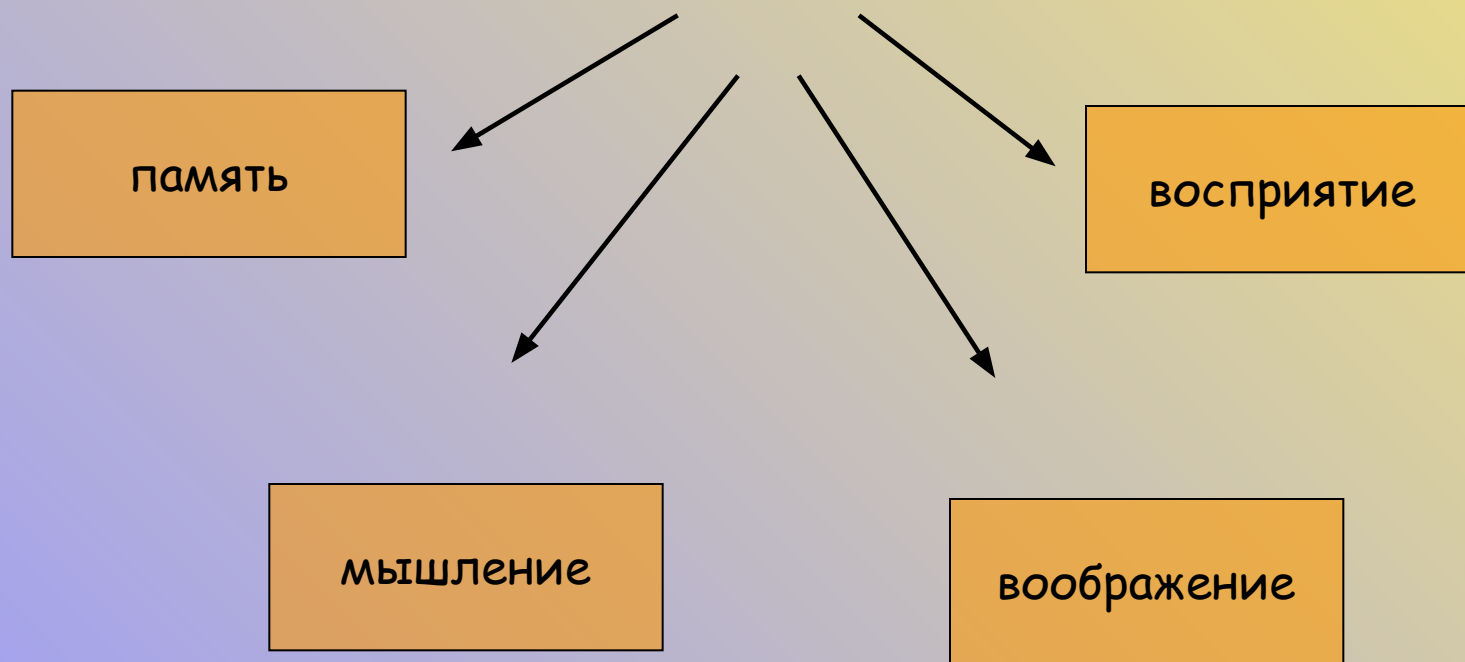 память
восприятие
мышление
воображение